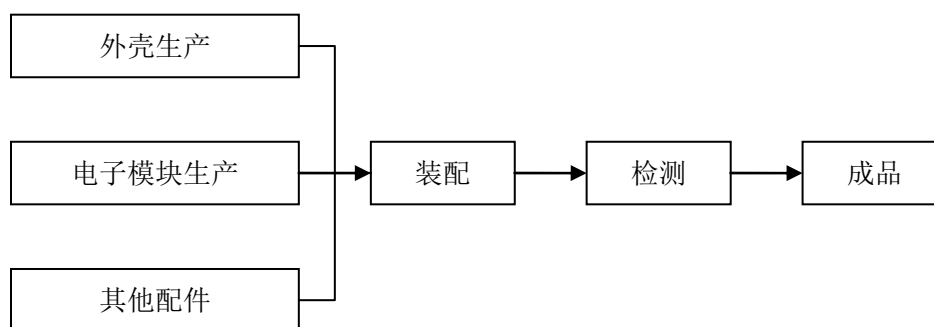 外壳生产
电子模块生产
装配
检测
成品
其他配件